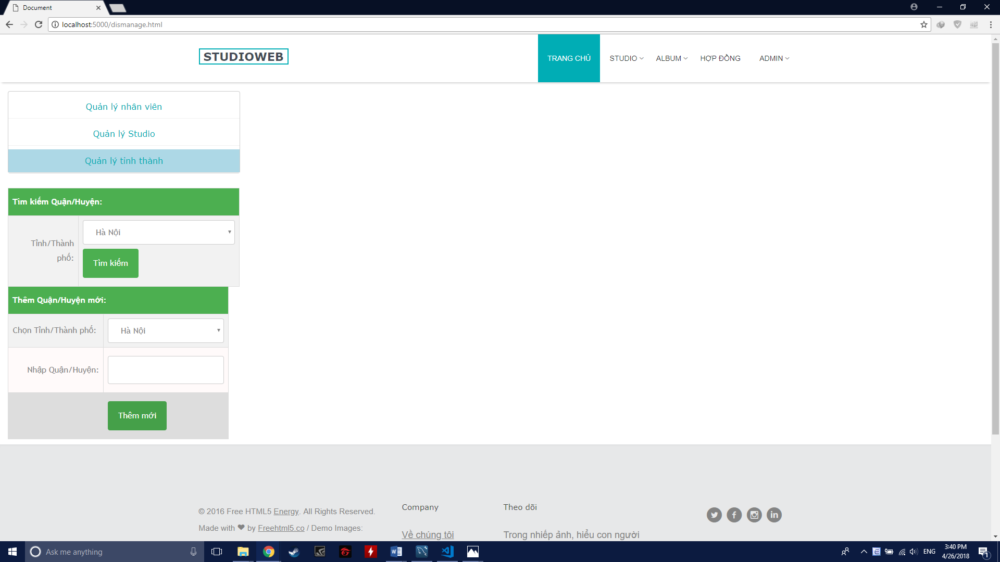 Document
localhost:5000/dismanage.html
STUDIOWEB
TRANG CHỦ
STUDIO
ALBUM
HỢP ĐỒNG
ADMIN
Quản lý nhân viên
Quản lý Studio
Quản lý tỉnh thành
Tìm kiếm Quận/Huyện:
Tỉnh/Thành
phố:
Hà Nội
Tìm kiếm
Thêm Quận/Huyện mới:
Chọn Tỉnh/Thành phố:
Hà Nội
Nhập Quận/Huyện:
Thêm mới
© 2016 Free HTML5 Energy. All Rights Reserved.
Made with ❤ by Freehtml5.co / Demo Images:
Company
Về chúng tôi
Theo dõi
Trong nhiếp ảnh, hiểu con người
Ask me anything
ENG
3:40 PM
4/26/2018
1